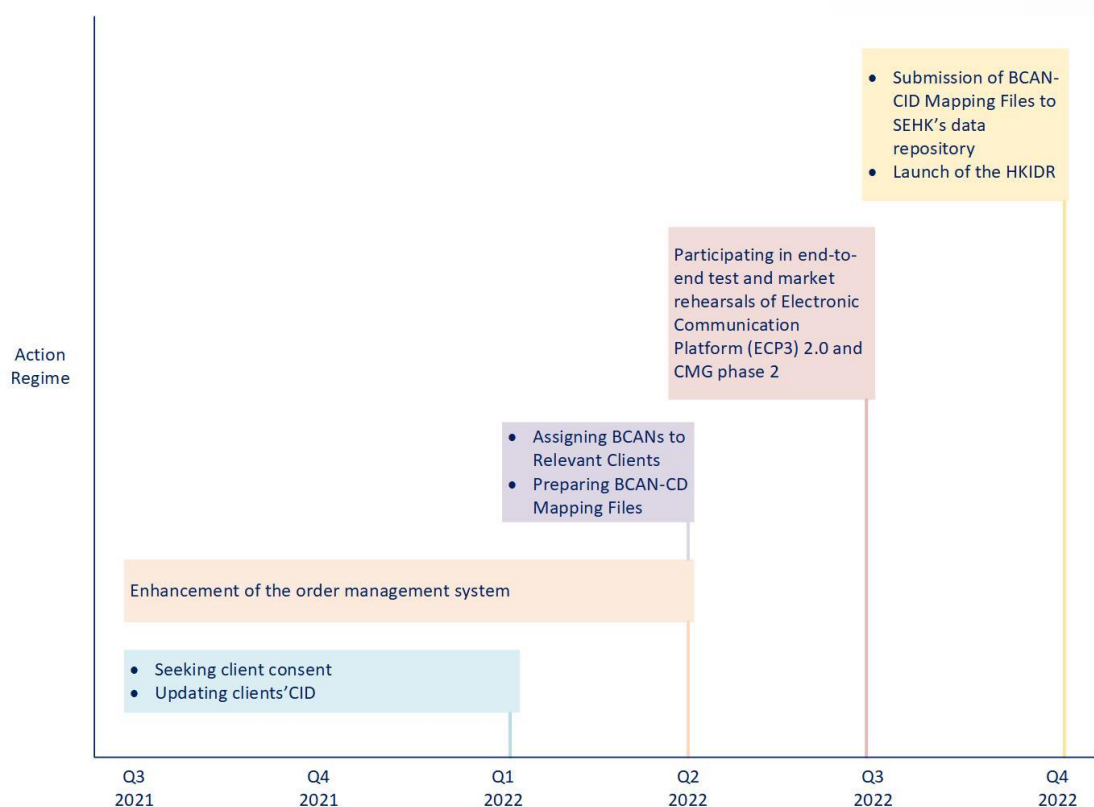 ● Submission of BCAN-
CID Mapping Files to
SEHK's data
repository
● Launch of the HKIDR
Participating in end-to-
end test and market
rehearsals of Electronic
Communication
Platform (ECP3) 2.0 and
CMG phase 2
Action
Regime
● Assigning BCANs to
Relevant Clients
● Preparing BCAN-CD
Mapping Files
Enhancement of the order management system
● Seeking client consent
● Updating clients'CID
Q3 Q4 Q1 Q2 Q3 Q4
2021 2021 2022 2022 2022 2022